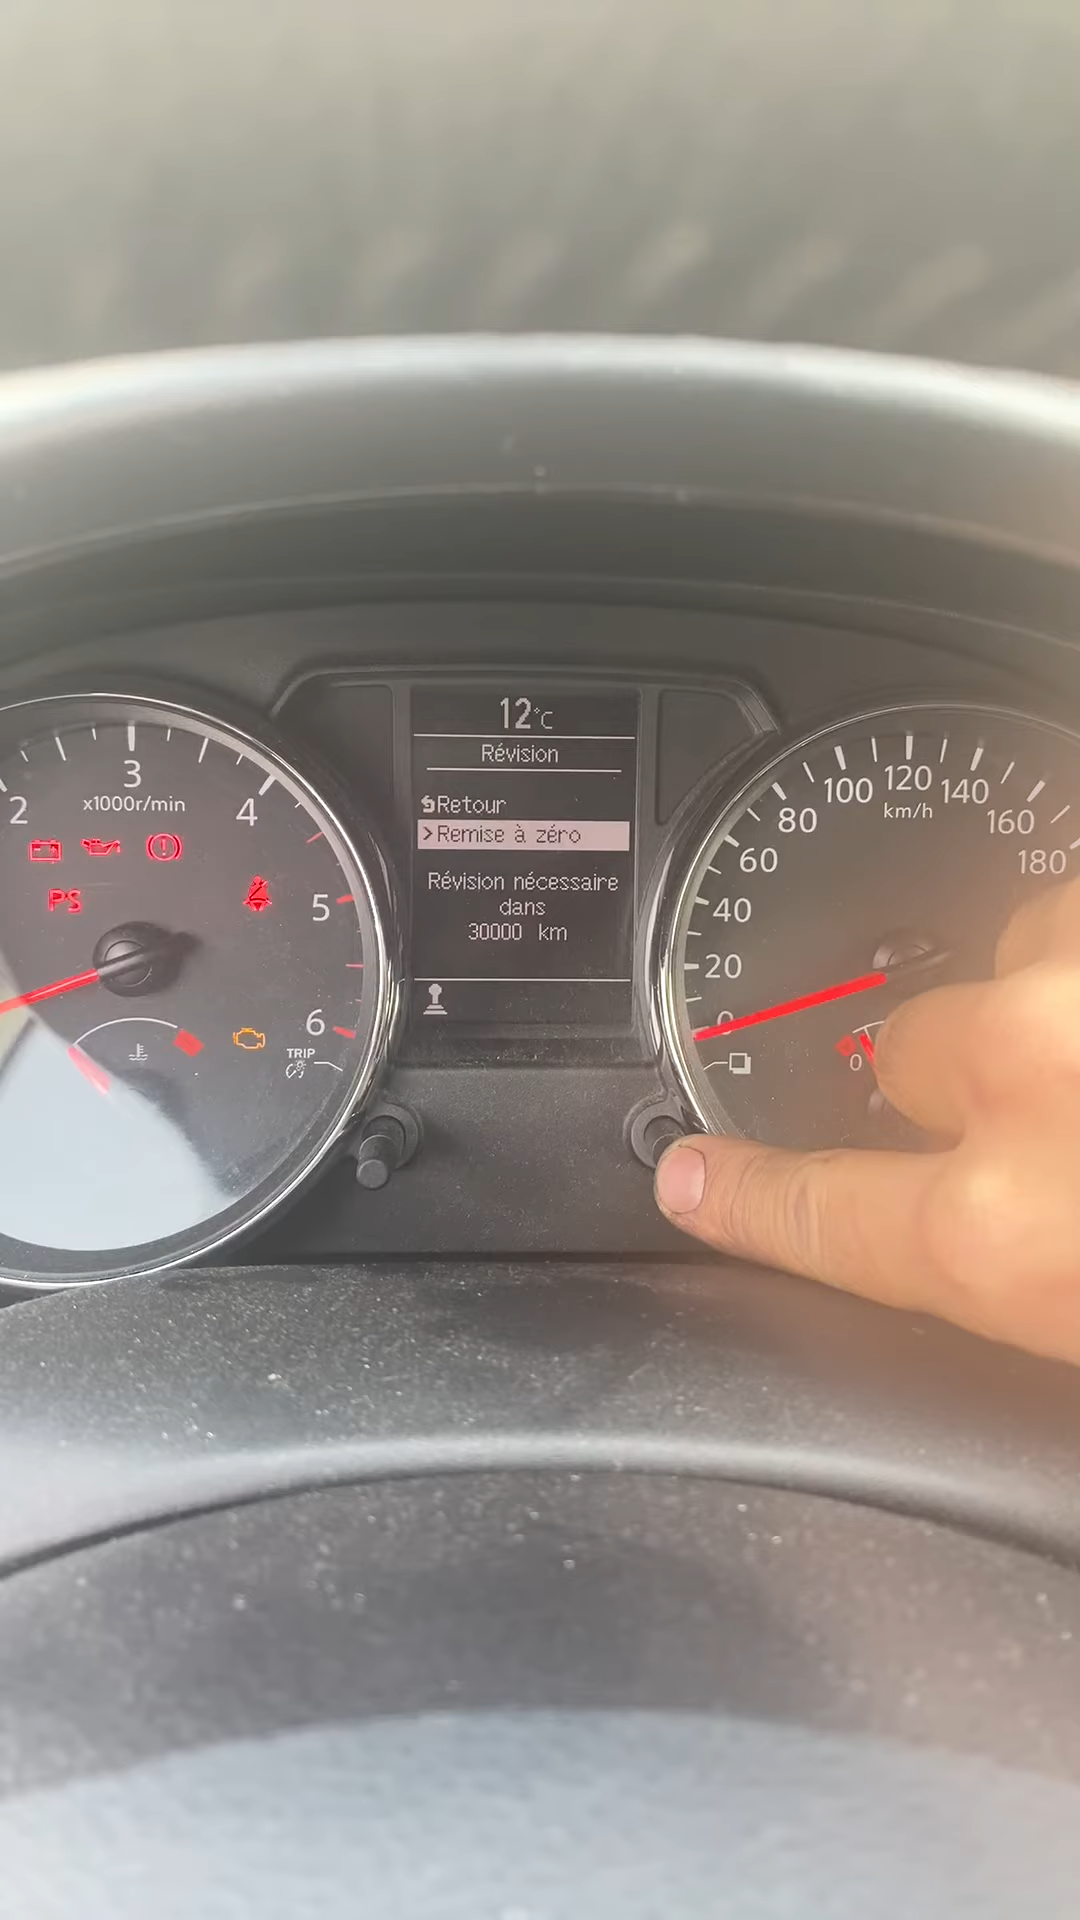 12°C
Révision
Retour
>Remise à zéro
Révision nécessaire
dans
30000 km
2
3
4
5
6
x1000r/min
PS
TRIP
0
20
40
60
80
100
120
140
160
180
km/h
0